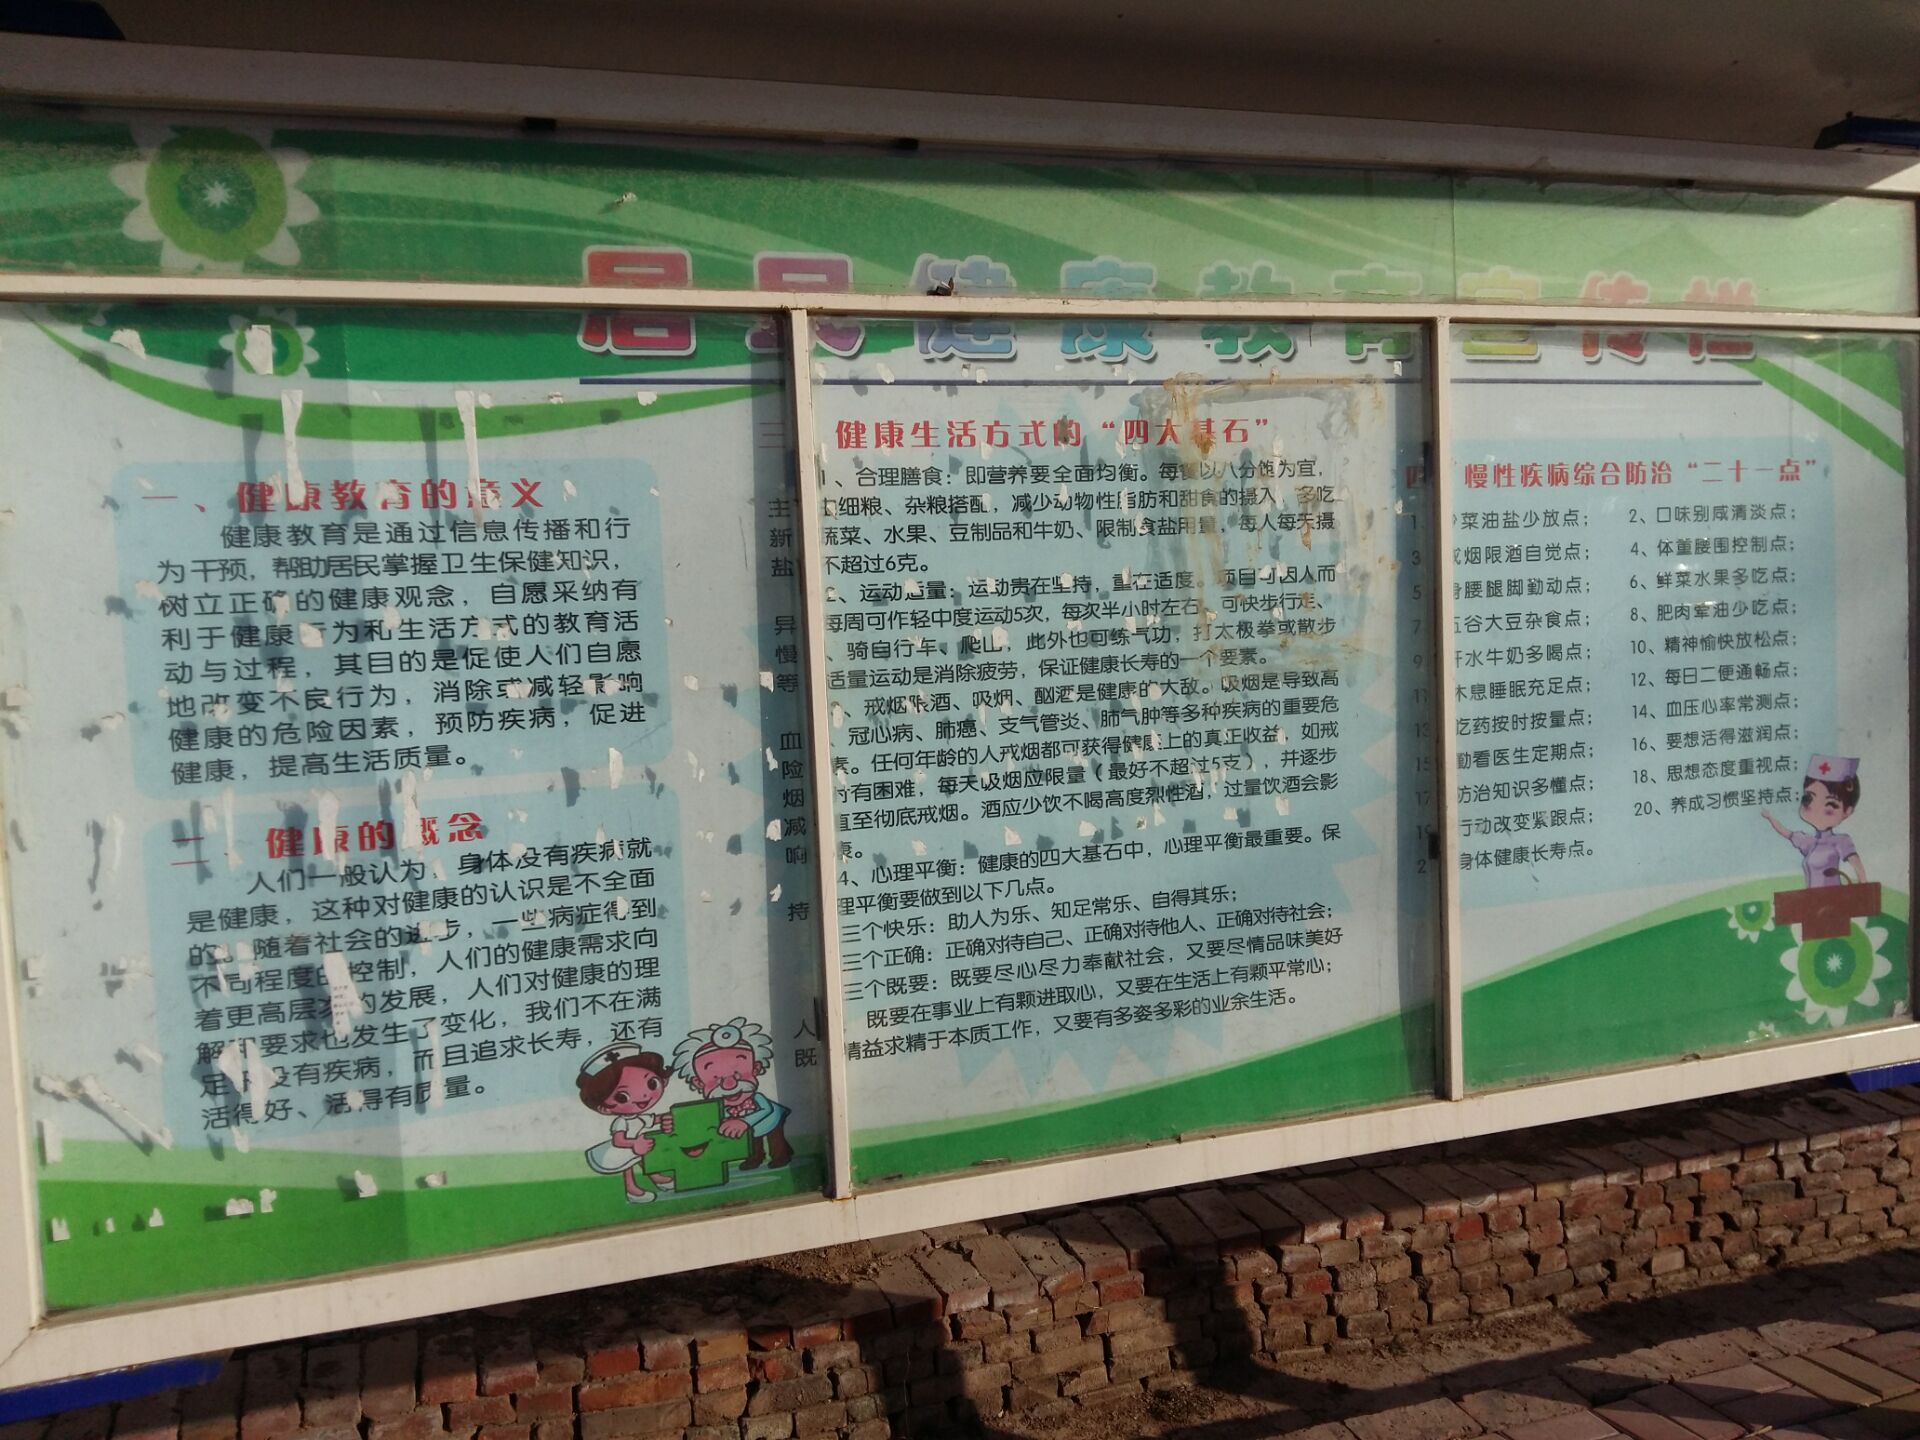 居民健康教育宣传栏
一、健康教育的意义
健康教育是通过信息传播和行
为干预，帮助居民掌握卫生保健知识，
树立正确的健康观念，自愿采纳有
利于健康行为和生活方式的教育活
动与过程，其目的是促使人们自愿
地改变不良行为，消除或减轻影响
健康的危险因素，预防疾病，促进
健康，提高生活质量。
二、健康的概念
人们一般认为，身体没有疾病就
是健康，这种对健康的认识是不全面
的。随着社会的进步，一些病症得到
不同程度的控制，人们的健康需求向
着更高层次的发展，人们对健康的理
解和要求也发生了变化，我们不在满
足于没有疾病，而且追求长寿，还有
活得好、活得有质量。
三 健康生活方式的“四大基石”
1、合理膳食：即营养要全面均衡。每食以八分饱为宜，
主 细粮、杂粮搭配，减少动物性脂肪和甜食的摄入，多吃
新 蔬菜、水果、豆制品和牛奶、限制食盐用量，每人每天摄
盐 不超过6克。
2、运动适量：运动贵在坚持，重在适度。项目可因人而
异 每周可作轻中度运动5次，每次半小时左右，可快步行走、
慢 、骑自行车、爬山，此外也可练气功，打太极拳或散步
等 适量运动是消除疲劳，保证健康长寿的一个要素。
、戒烟限酒、吸烟、酗酒是健康的大敌。吸烟是导致高
血 、冠心病、肺癌、支气管炎、肺气肿等多种疾病的重要危
险 素。任何年龄的人戒烟都可获得健康上的真正收益，如戒
烟 时有困难，每天吸烟应限量（最好不超过5支），并逐步
减 直至彻底戒烟。酒应少饮不喝高度烈性酒，过量饮酒会影
响 康。
4、心理平衡：健康的四大基石中，心理平衡最重要。保
持 理平衡要做到以下几点。
三个快乐：助人为乐、知足常乐、自得其乐；
三个正确：正确对待自己、正确对待他人、正确对待社会；
三个既要：既要尽心尽力奉献社会，又要尽情品味美好
人
既要在事业上有颗进取心，又要在生活上有颗平常心；
既 精益求精于本质工作，又要有多姿多彩的业余生活。
四 慢性疾病综合防治“二十一点”
1、 菜油盐少放点； 2、口味别咸清淡点；
3 戒烟限酒自觉点； 4、体重腰围控制点；
5 身腰腿脚勤动点； 6、鲜菜水果多吃点；
7 五谷大豆杂食点； 8、肥肉荤油少吃点；
9 开水牛奶多喝点； 10、精神愉快放松点；
11 休息睡眠充足点； 12、每日二便通畅点；
13 吃药按时按量点； 14、血压心率常测点；
15 勤看医生定期点； 16、要想活得滋润点；
17 防治知识多懂点； 18、思想态度重视点；
19 行动改变紧跟点； 20、养成习惯坚持点；
2 身体健康长寿点。